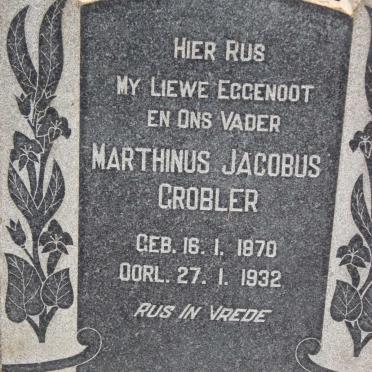 HIER RUS
MY LIEWE EGGENOOT
EN ONS VADER
MARTHINUS JACOBUS
GROBLER
GEB. 16. 1. 1870
OORL. 27. 1. 1932
RUS IN VREDE